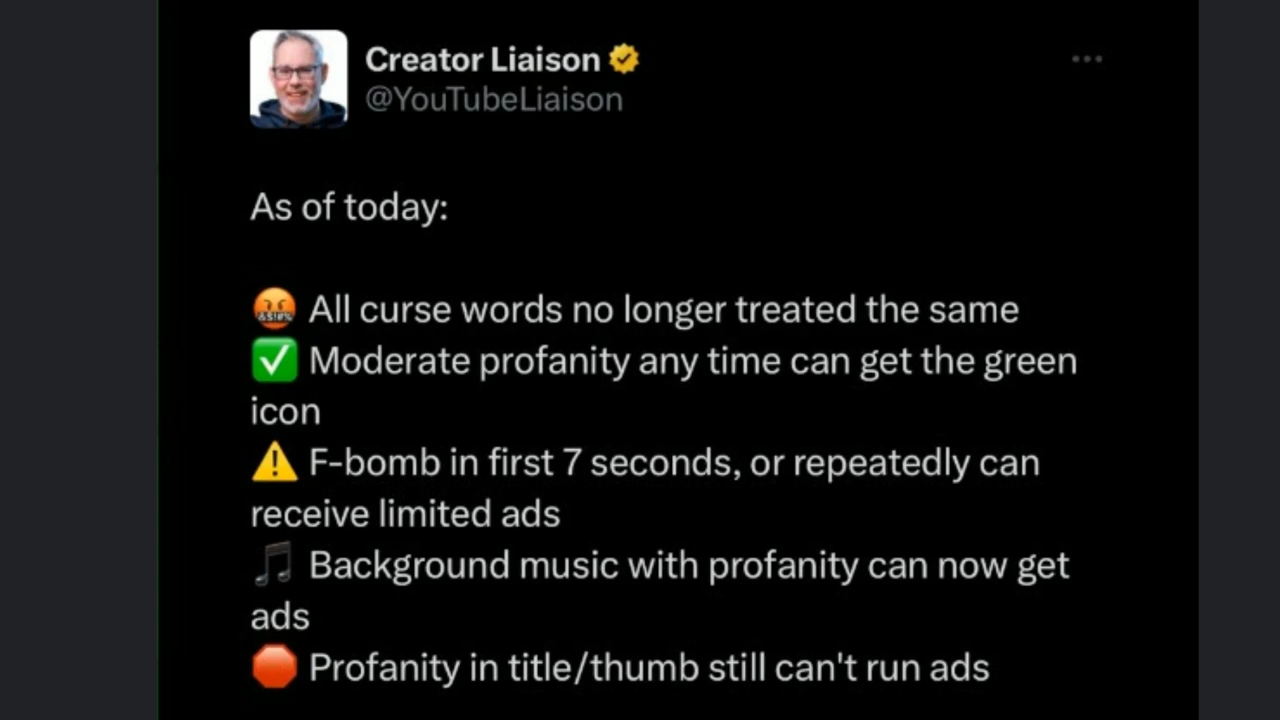 Creator Liaison
@YouTubeLiaison
As of today:
🤬 All curse words no longer treated the same
✅ Moderate profanity any time can get the green
icon
⚠️ F-bomb in first 7 seconds, or repeatedly can
receive limited ads
🎵 Background music with profanity can now get
ads
🛑 Profanity in title/thumb still can't run ads